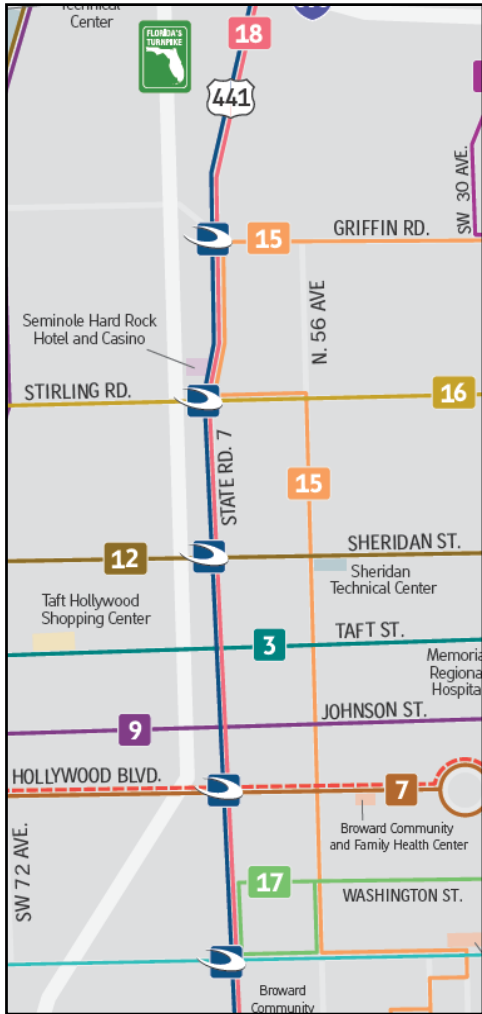 Technical
Center
FLORIDA'S
TURNPIKE
18
441
SW 30 AVE.
15
GRIFFIN RD.
N. 56 AVE
Seminole Hard Rock
Hotel and Casino
STIRLING RD.
16
STATE RD. 7
15
12
SHERIDAN ST.
Sheridan
Technical Center
Taft Hollywood
Shopping Center
3
TAFT ST.
Memoria
Regiona
Hospita
9
JOHNSON ST.
HOLLYWOOD BLVD.
7
Broward Community
and Family Health Center
SW 72 AVE.
17
WASHINGTON ST.
Broward
Community